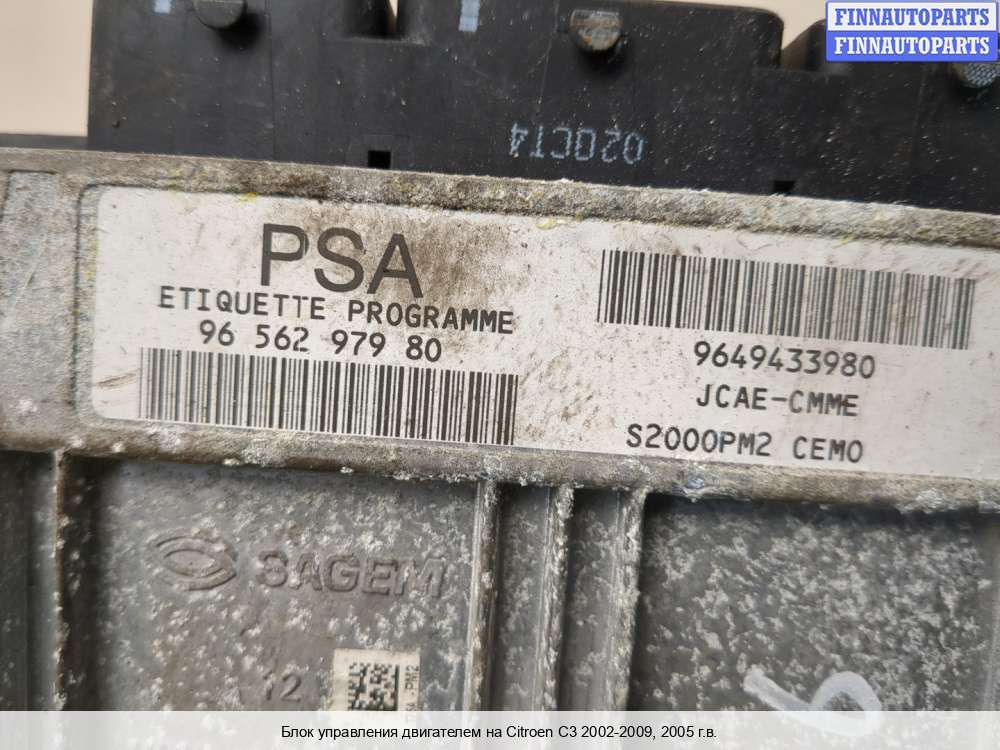 FINNAUTOPARTS
FINNAUTOPARTS
020CT4
PSA
ETIQUETTE PROGRAMME
96 562 979 80
9649433980
JCAE-CMME
S2000PM2 CEMO
SAGEM
12
Блок управления двигателем на Citroen C3 2002-2009, 2005 г.в.